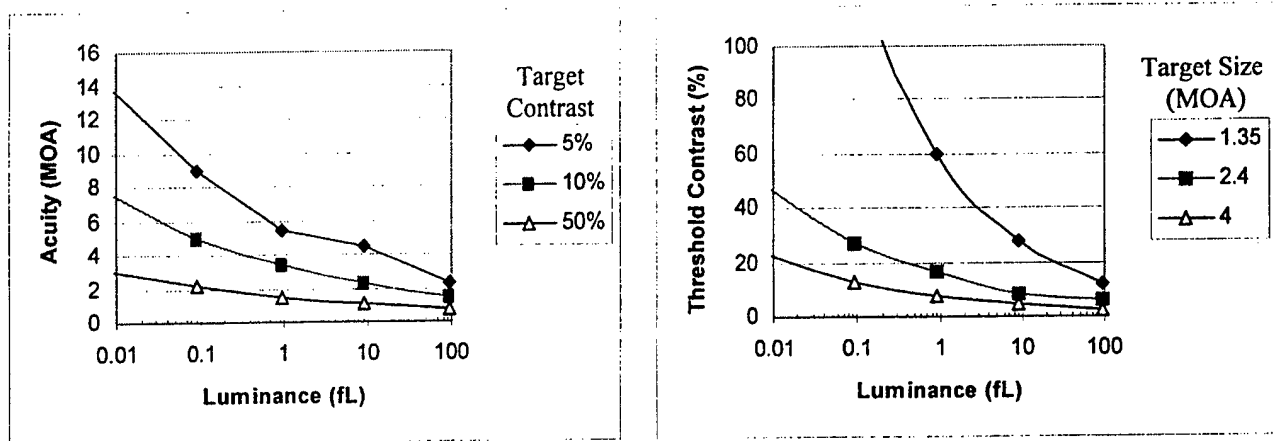 16
14
12
10
8
6
4
2
0
Acuity (MOA)
0.01 0.1 1 10 100
Luminance (fL)
Target
Contrast
5%
10%
50%
100
80
60
40
20
0
Threshold Contrast (%)
0.01 0.1 1 10 100
Luminance (fL)
Target Size
(MOA)
1.35
2.4
4